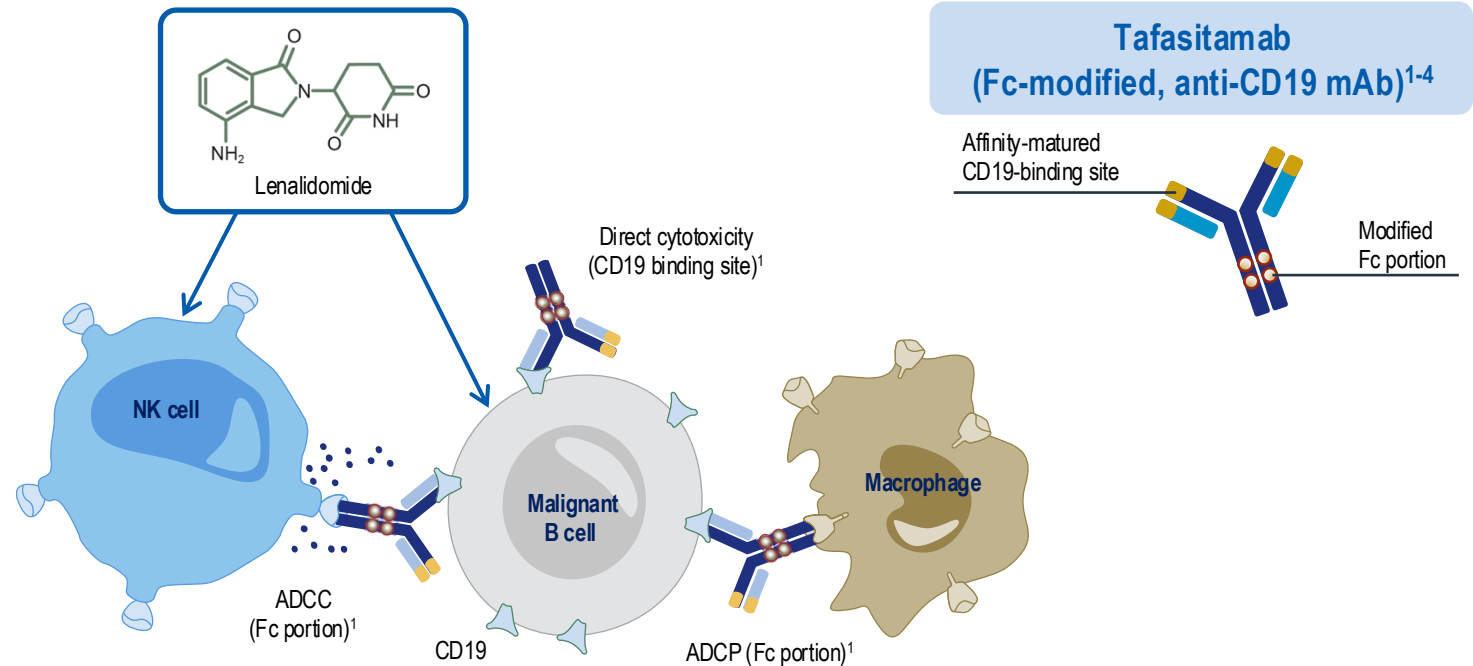 O
N
O
O
NH
NH₂
Lenalidomide
Tafasitamab
(Fc-modified, anti-CD19 mAb)¹⁻⁴
Affinity-matured
CD19-binding site
Modified
Fc portion
Direct cytotoxicity
(CD19 binding site)¹
NK cell
Malignant
B cell
Macrophage
ADCC
(Fc portion)¹
CD19
ADCP (Fc portion)¹